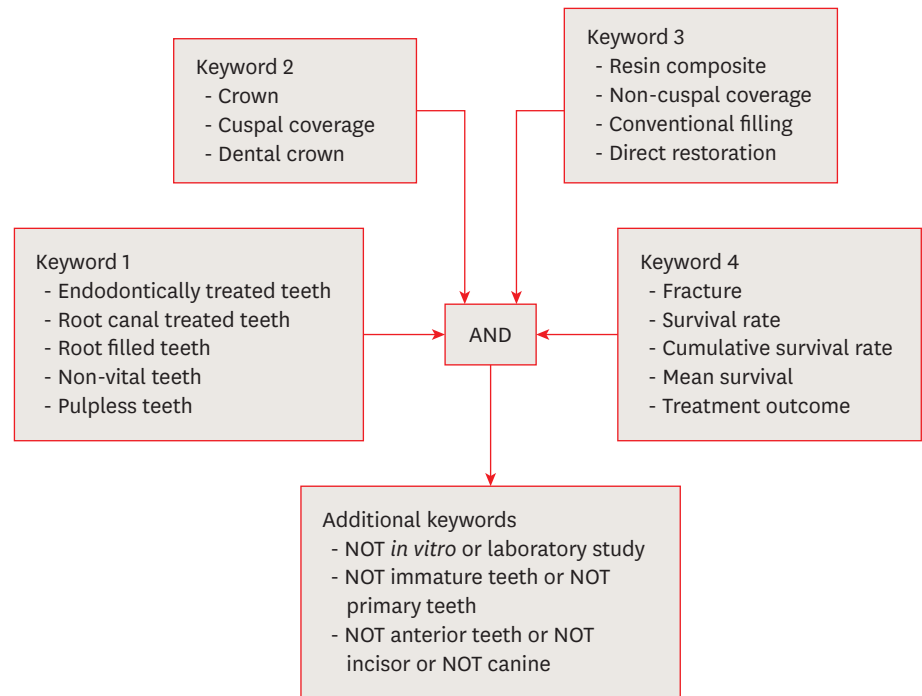 Keyword 2
- Crown
- Cuspal coverage
- Dental crown
Keyword 3
- Resin composite
- Non-cuspal coverage
- Conventional filling
- Direct restoration
Keyword 1
- Endodontically treated teeth
- Root canal treated teeth
- Root filled teeth
- Non-vital teeth
- Pulpless teeth
AND
Keyword 4
- Fracture
- Survival rate
- Cumulative survival rate
- Mean survival
- Treatment outcome
Additional keywords
- NOT in vitro or laboratory study
- NOT immature teeth or NOT
primary teeth
- NOT anterior teeth or NOT
incisor or NOT canine